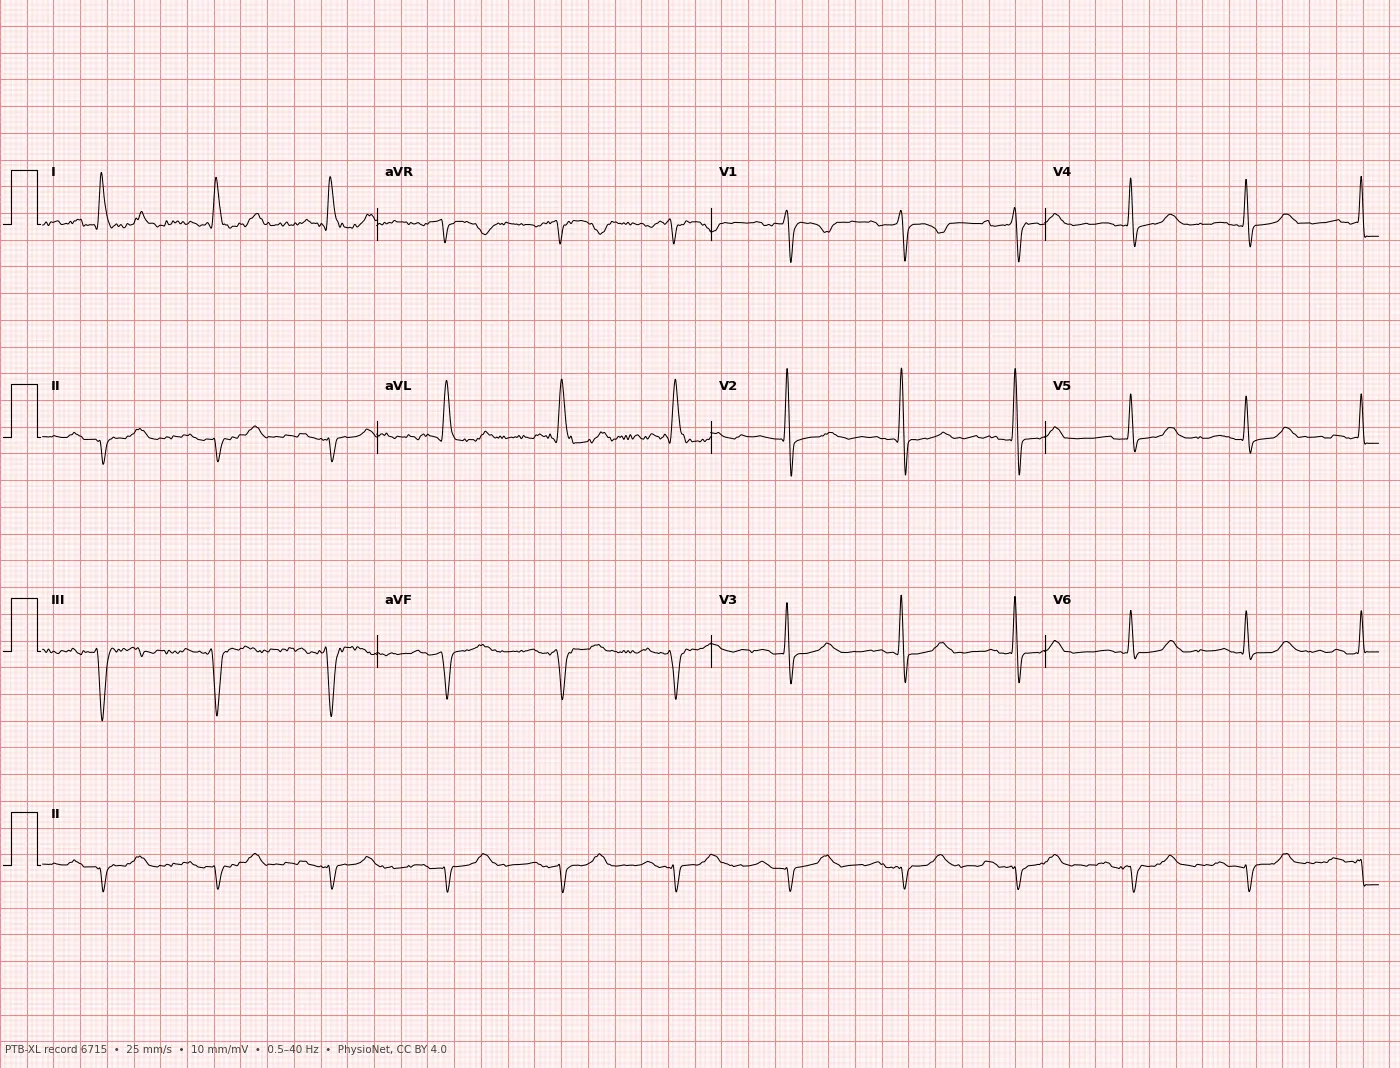 I aVR V1 V4
II aVL V2 V5
III aVF V3 V6
II
PTB-XL record 6715 • 25 mm/s • 10 mm/mV • 0.5–40 Hz • PhysioNet, CC BY 4.0